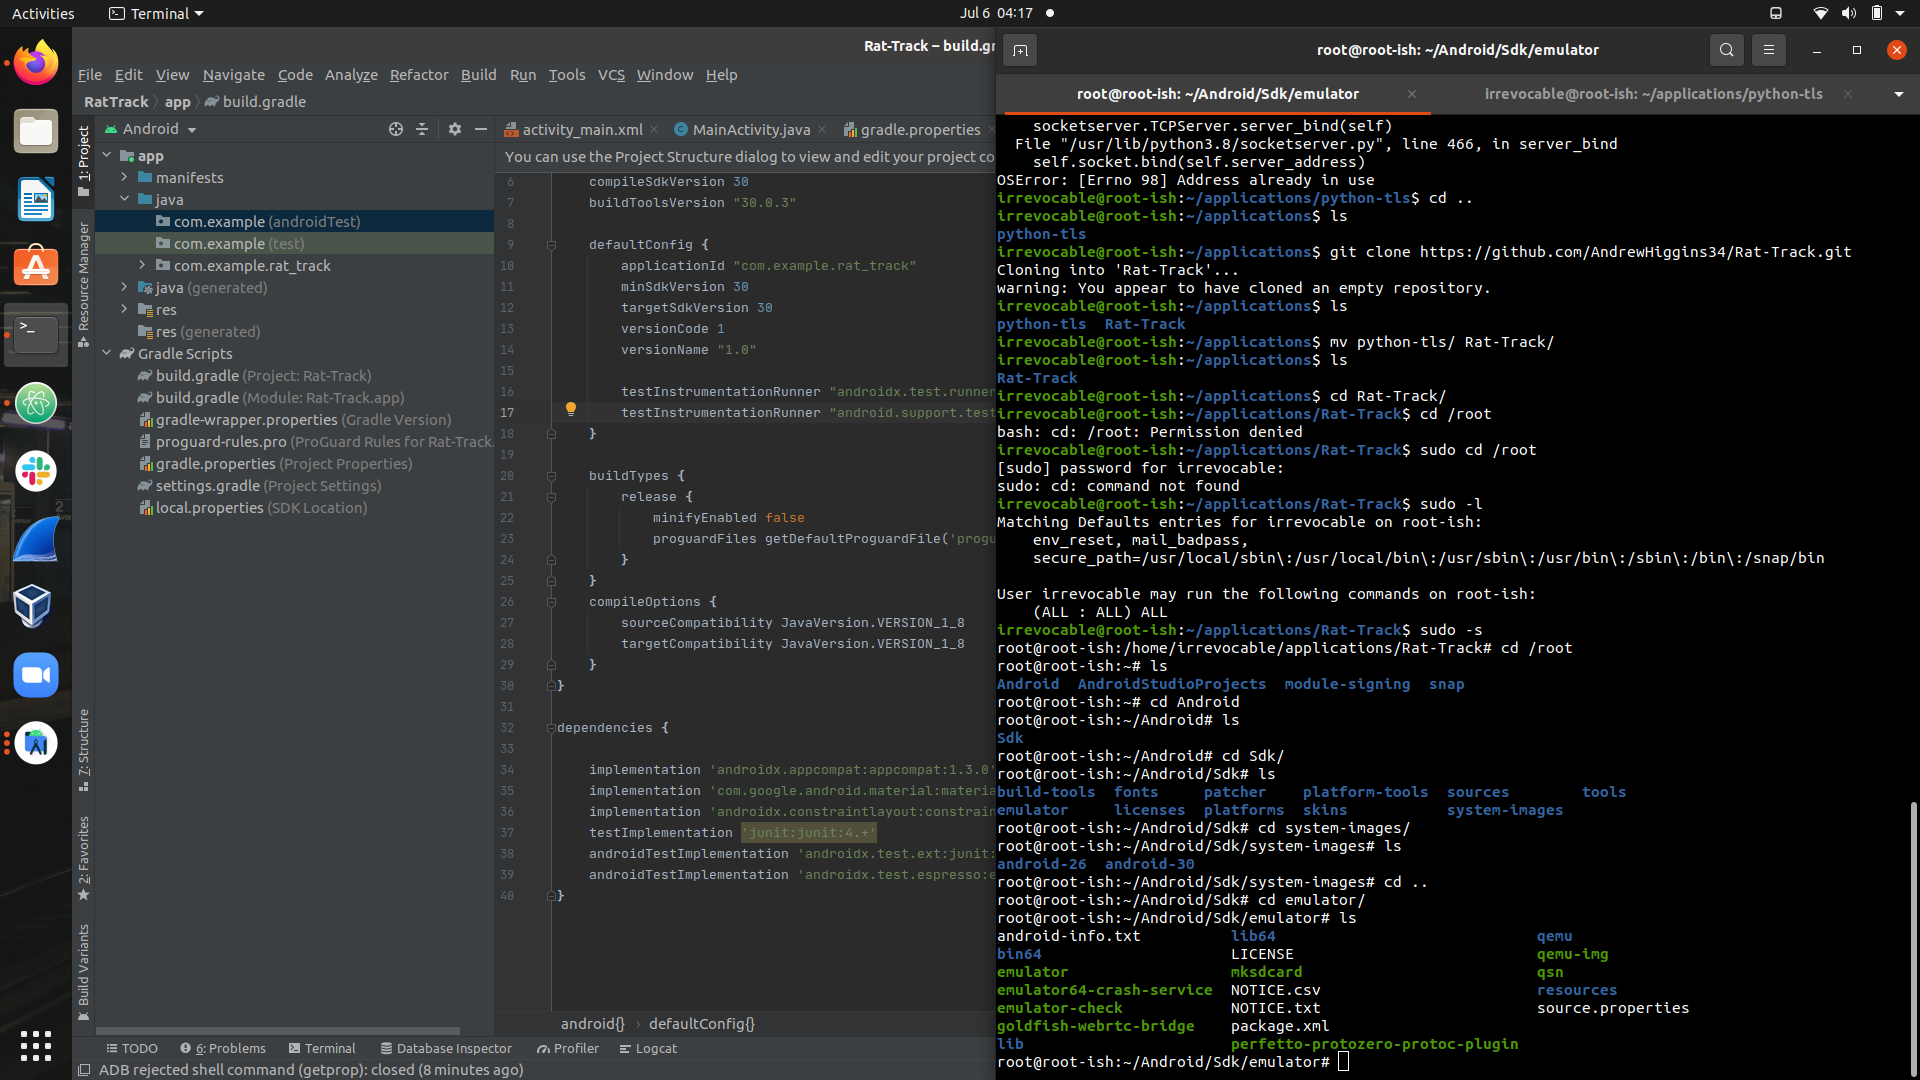 Activities
Terminal
Jul 6 04:17
Rat-Track – build.gr
File Edit View Navigate Code Analyze Refactor Build Run Tools VCS Window Help
RatTrack app build.gradle
1: Project
Resource Manager
7: Structure
2: Favorites
Build Variants
Android
app
manifests
java
com.example (androidTest)
com.example (test)
com.example.rat_track
java (generated)
res
res (generated)
Gradle Scripts
build.gradle (Project: Rat-Track)
build.gradle (Module: Rat-Track.app)
gradle-wrapper.properties (Gradle Version)
proguard-rules.pro (ProGuard Rules for Rat-Track.
gradle.properties (Project Properties)
settings.gradle (Project Settings)
local.properties (SDK Location)
activity_main.xml MainActivity.java gradle.properties
You can use the Project Structure dialog to view and edit your project co
6 compileSdkVersion 30
7 buildToolsVersion "30.0.3"
8
9 defaultConfig {
10 applicationId "com.example.rat_track"
11 minSdkVersion 30
12 targetSdkVersion 30
13 versionCode 1
14 versionName "1.0"
15
16 testInstrumentationRunner "androidx.test.runner
17 testInstrumentationRunner "android.support.test
18 }
19
20 buildTypes {
21 release {
22 minifyEnabled false
23 proguardFiles getDefaultProguardFile('progu
24 }
25 }
26 compileOptions {
27 sourceCompatibility JavaVersion.VERSION_1_8
28 targetCompatibility JavaVersion.VERSION_1_8
29 }
30 }
31
32 dependencies {
33
34 implementation 'androidx.appcompat:appcompat:1.3.0'
35 implementation 'com.google.android.material:materia
36 implementation 'androidx.constraintlayout:constrain
37 testImplementation 'junit:junit:4.+'
38 androidTestImplementation 'androidx.test.ext:junit:
39 androidTestImplementation 'androidx.test.espresso:e
40 }
android{} › defaultConfig{}
TODO 6: Problems Terminal Database Inspector Profiler Logcat
ADB rejected shell command (getprop): closed (8 minutes ago)
root@root-ish: ~/Android/Sdk/emulator
root@root-ish: ~/Android/Sdk/emulator
irrevocable@root-ish: ~/applications/python-tls
socketserver.TCPServer.server_bind(self)
File "/usr/lib/python3.8/socketserver.py", line 466, in server_bind
self.socket.bind(self.server_address)
OSError: [Errno 98] Address already in use
irrevocable@root-ish:~/applications/python-tls$ cd ..
irrevocable@root-ish:~/applications$ ls
python-tls
irrevocable@root-ish:~/applications$ git clone https://github.com/AndrewHiggins34/Rat-Track.git
Cloning into 'Rat-Track'...
warning: You appear to have cloned an empty repository.
irrevocable@root-ish:~/applications$ ls
python-tls Rat-Track
irrevocable@root-ish:~/applications$ mv python-tls/ Rat-Track/
irrevocable@root-ish:~/applications$ ls
Rat-Track
irrevocable@root-ish:~/applications$ cd Rat-Track/
irrevocable@root-ish:~/applications/Rat-Track$ cd /root
bash: cd: /root: Permission denied
irrevocable@root-ish:~/applications/Rat-Track$ sudo cd /root
[sudo] password for irrevocable:
sudo: cd: command not found
irrevocable@root-ish:~/applications/Rat-Track$ sudo -l
Matching Defaults entries for irrevocable on root-ish:
env_reset, mail_badpass,
secure_path=/usr/local/sbin\:/usr/local/bin\:/usr/sbin\:/usr/bin\:/sbin\:/bin\:/snap/bin
User irrevocable may run the following commands on root-ish:
(ALL : ALL) ALL
irrevocable@root-ish:~/applications/Rat-Track$ sudo -s
root@root-ish:/home/irrevocable/applications/Rat-Track# cd /root
root@root-ish:~# ls
Android AndroidStudioProjects module-signing snap
root@root-ish:~# cd Android
root@root-ish:~/Android# ls
Sdk
root@root-ish:~/Android# cd Sdk/
root@root-ish:~/Android/Sdk# ls
build-tools fonts patcher platform-tools sources tools
emulator licenses platforms skins system-images
root@root-ish:~/Android/Sdk# cd system-images/
root@root-ish:~/Android/Sdk/system-images# ls
android-26 android-30
root@root-ish:~/Android/Sdk/system-images# cd ..
root@root-ish:~/Android/Sdk# cd emulator/
root@root-ish:~/Android/Sdk/emulator# ls
android-info.txt lib64 qemu
bin64 LICENSE qemu-img
emulator mksdcard qsn
emulator64-crash-service NOTICE.csv resources
emulator-check NOTICE.txt source.properties
goldfish-webrtc-bridge package.xml
lib perfetto-protozero-protoc-plugin
root@root-ish:~/Android/Sdk/emulator#